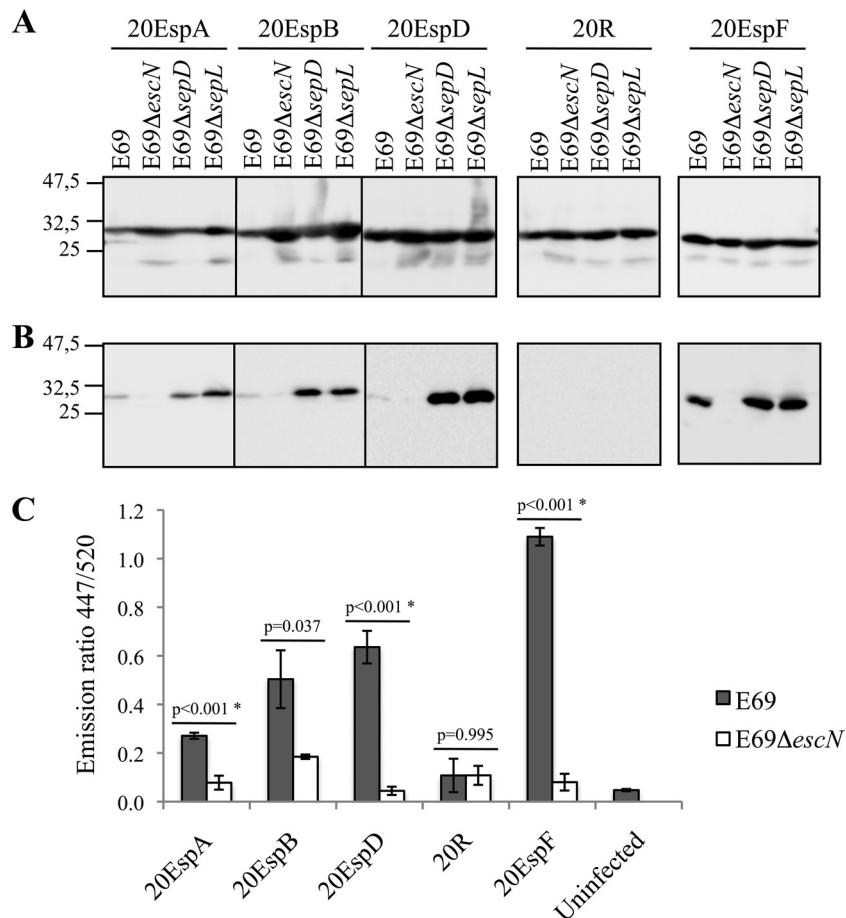 A
20EspA 20EspB 20EspD 20R 20EspF
E69 E69ΔescN E69ΔsepD E69ΔsepL E69 E69ΔescN E69ΔsepD E69ΔsepL E69 E69ΔescN E69ΔsepD E69ΔsepL E69 E69ΔescN E69ΔsepD E69ΔsepL E69 E69ΔescN E69ΔsepD E69ΔsepL
47,5
32,5
25
B
47,5
32,5
25
C
Emission ratio 447/520
1.2
1.0
0.8
0.6
0.4
0.2
0.0
p<0.001 *
p=0.037
p<0.001 *
p=0.995
p<0.001 *
E69
E69ΔescN
20EspA
20EspB
20EspD
20R
20EspF
Uninfected